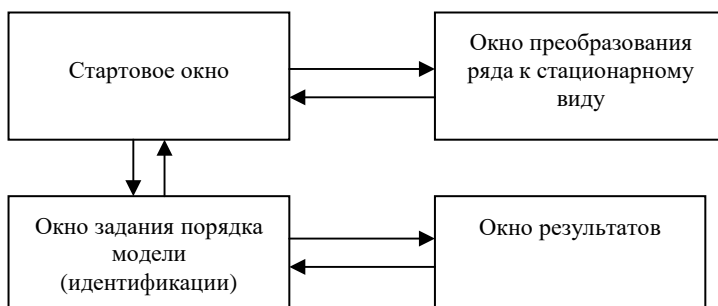 Стартовое окно
Окно преобразования
ряда к стационарному
виду
Окно задания порядка
модели
(идентификации)
Окно результатов